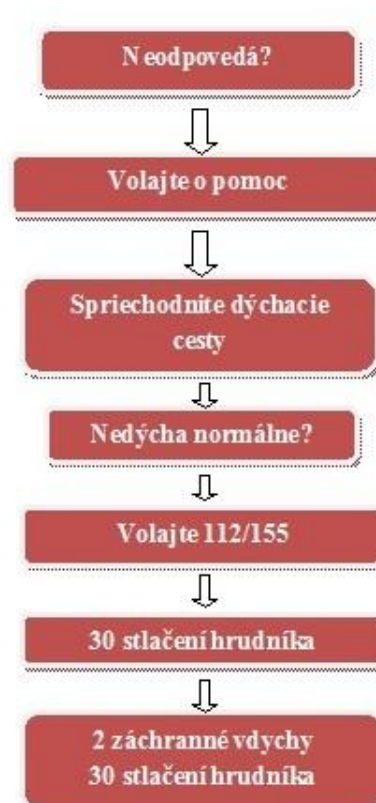 Neodpovedá?
Volajte o pomoc
Spriechodnite dýchacie
cesty
Nedýcha normálne?
Volajte 112/155
30 stlačení hrudníka
2 záchranné vdychy
30 stlačení hrudníka